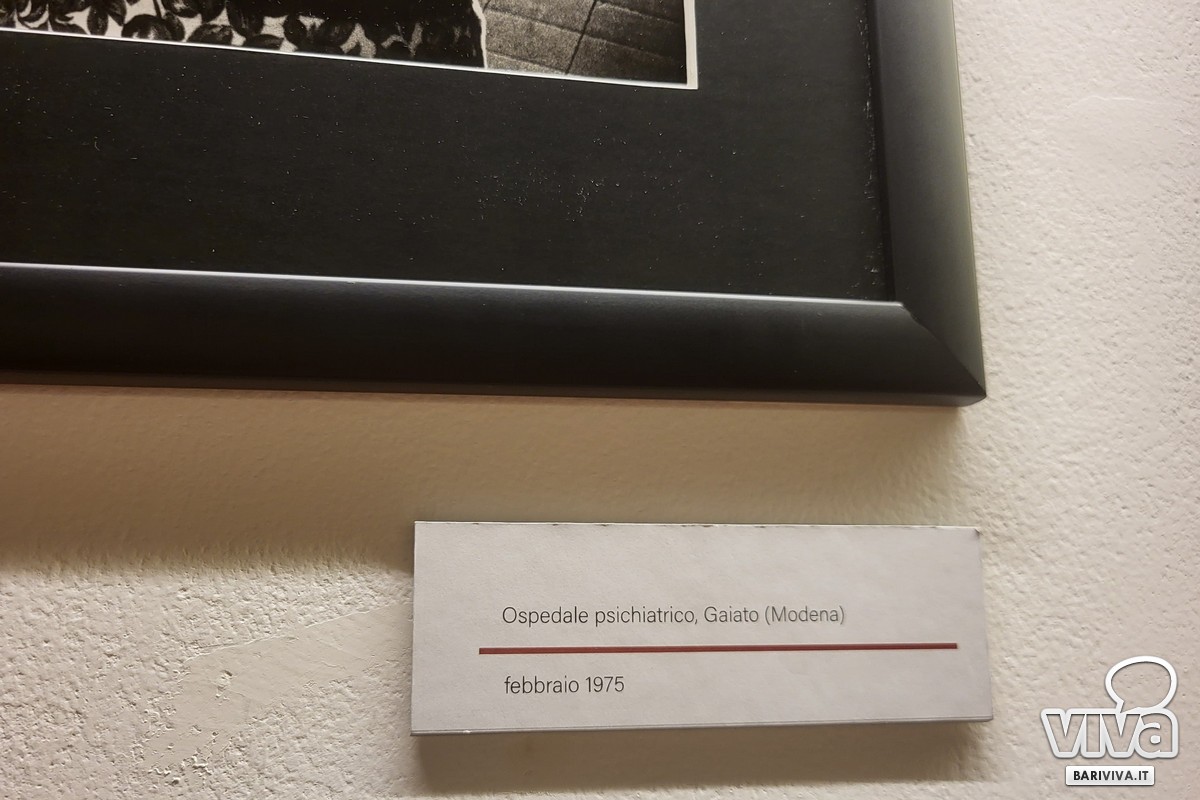 Ospedale psichiatrico, Gaiato (Modena)
febbraio 1975
viva
BARIVIVA.IT